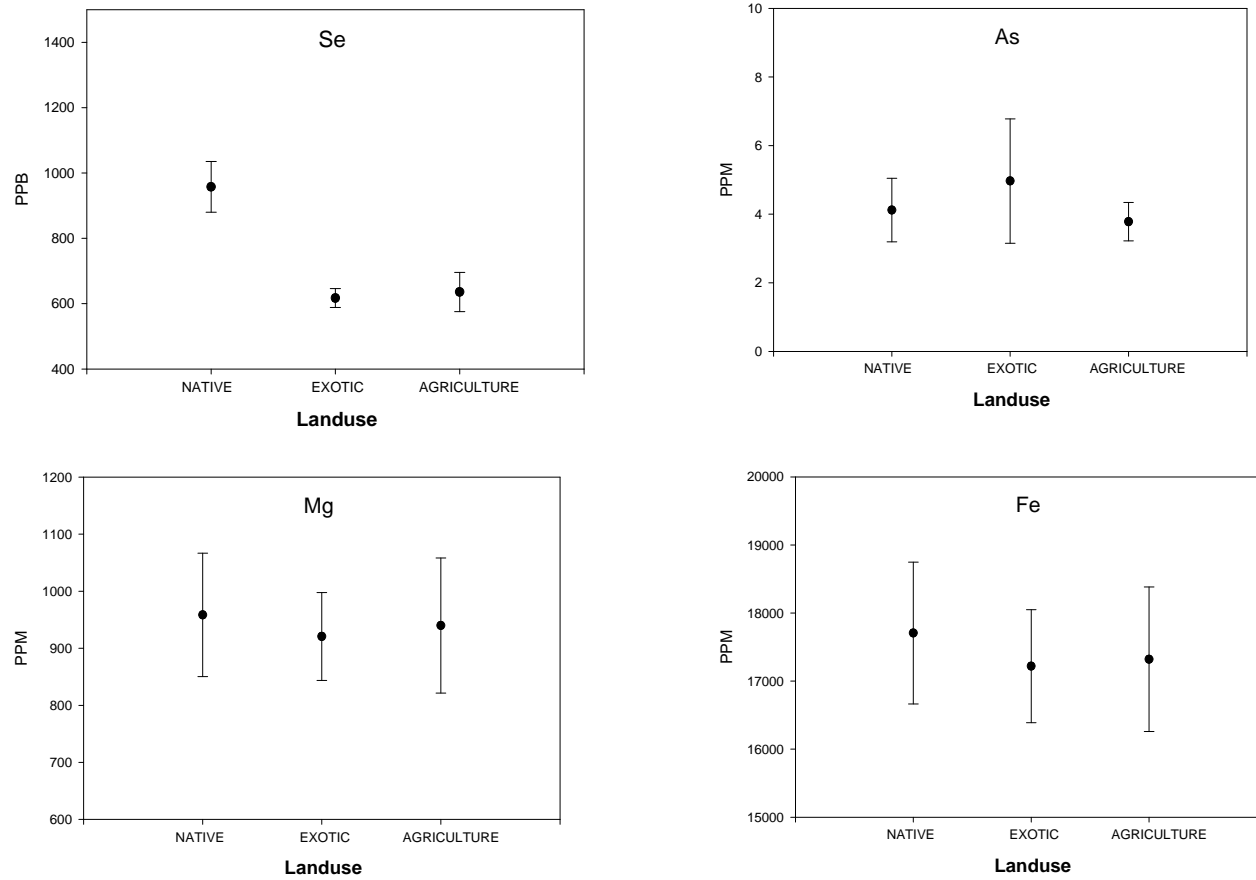 Se
1400
1200
1000
800
600
400
PPB
NATIVE EXOTIC AGRICULTURE
Landuse
As
10
8
6
4
2
0
PPM
NATIVE EXOTIC AGRICULTURE
Landuse
Mg
1200
1100
1000
900
800
700
600
PPM
NATIVE EXOTIC AGRICULTURE
Landuse
Fe
20000
19000
18000
17000
16000
15000
PPM
NATIVE EXOTIC AGRICULTURE
Landuse